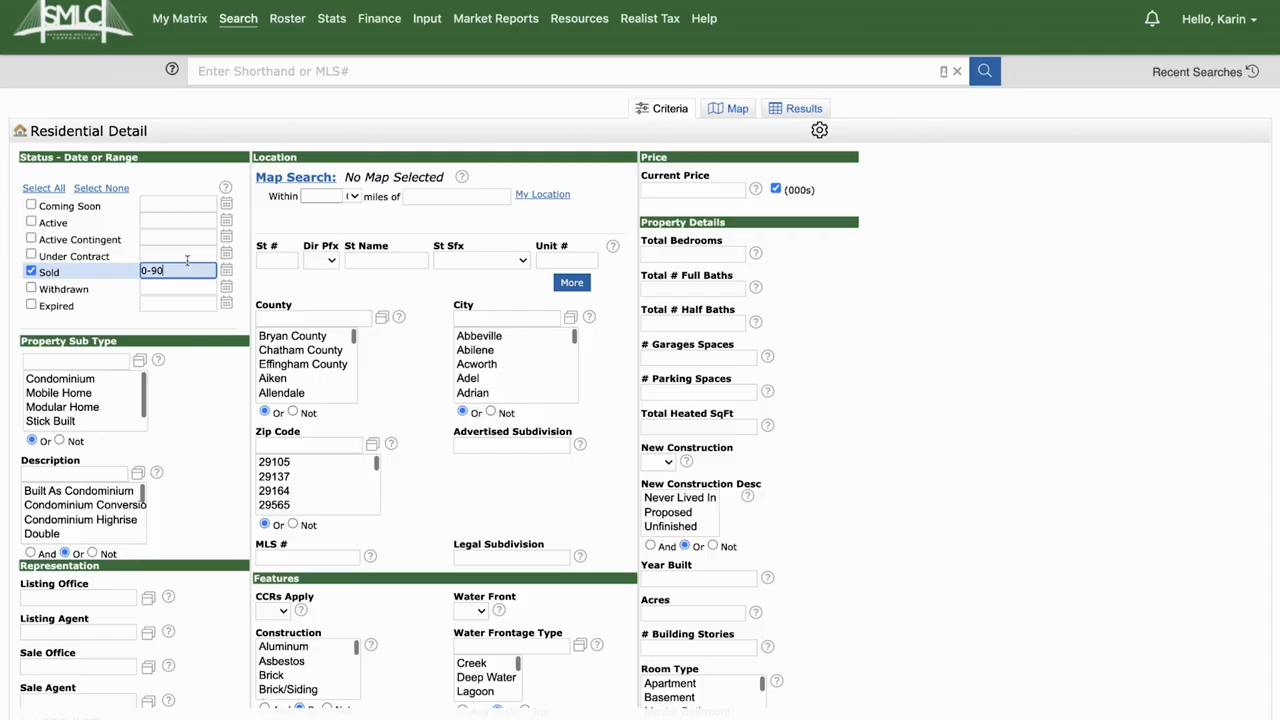 SMLC
SAVANNAH MULTI-LIST
CORPORATION
My Matrix Search Roster Stats Finance Input Market Reports Resources Realist Tax Help
Hello, Karin
Enter Shorthand or MLS#
Recent Searches
Criteria Map Results
Residential Detail
Status - Date or Range
Select All Select None
Coming Soon
Active
Active Contingent
Under Contract
Sold 0-90
Withdrawn
Expired
Property Sub Type
Condominium
Mobile Home
Modular Home
Stick Built
Or Not
Description
Built As Condominium
Condominium Conversio
Condominium Highrise
Double
And Or Not
Representation
Listing Office
Listing Agent
Sale Office
Sale Agent
Location
Map Search: No Map Selected
Within miles of My Location
St # Dir Pfx St Name St Sfx Unit #
More
County
Bryan County
Chatham County
Effingham County
Aiken
Allendale
Or Not
City
Abbeville
Abilene
Acworth
Adel
Adrian
Or Not
Zip Code
29105
29137
29164
29565
Or Not
Advertised Subdivision
MLS #
Legal Subdivision
Features
CCRs Apply
Water Front
Construction
Aluminum
Asbestos
Brick
Brick/Siding
Water Frontage Type
Creek
Deep Water
Lagoon
Price
Current Price
(000s)
Property Details
Total Bedrooms
Total # Full Baths
Total # Half Baths
# Garages Spaces
# Parking Spaces
Total Heated SqFt
New Construction
New Construction Desc
Never Lived In
Proposed
Unfinished
And Or Not
Year Built
Acres
# Building Stories
Room Type
Apartment
Basement